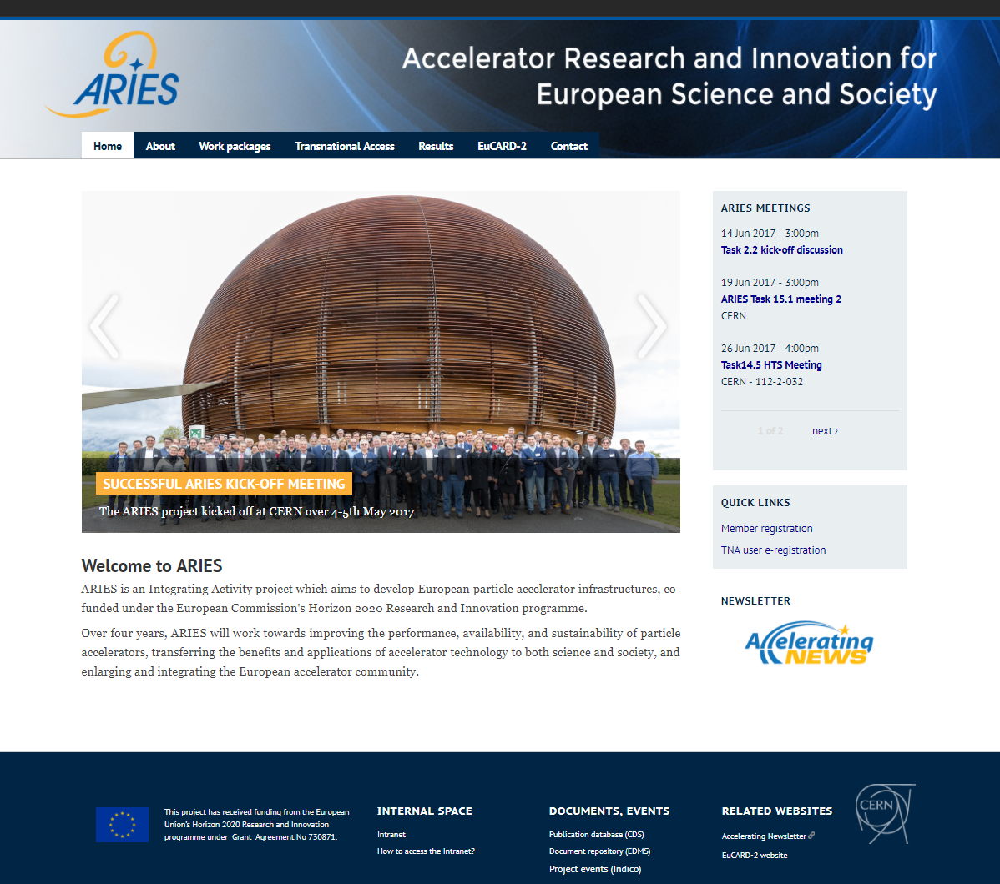 ARIES
Accelerator Research and Innovation for
European Science and Society
Home
About
Work packages
Transnational Access
Results
EuCARD-2
Contact
SUCCESSFUL ARIES KICK-OFF MEETING
The ARIES project kicked off at CERN over 4-5th May 2017
Welcome to ARIES
ARIES is an Integrating Activity project which aims to develop European particle accelerator infrastructures, co-
funded under the European Commission's Horizon 2020 Research and Innovation programme.
Over four years, ARIES will work towards improving the performance, availability, and sustainability of particle
accelerators, transferring the benefits and applications of accelerator technology to both science and society, and
enlarging and integrating the European accelerator community.
ARIES MEETINGS
14 Jun 2017 - 3:00pm
Task 2.2 kick-off discussion
19 Jun 2017 - 3:00pm
ARIES Task 15.1 meeting 2
CERN
26 Jun 2017 - 4:00pm
Task14.5 HTS Meeting
CERN - 112-2-032
1 of 2
next ›
QUICK LINKS
Member registration
TNA user e-registration
NEWSLETTER
Accelerating
NEWS
This project has received funding from the European
Union's Horizon 2020 Research and Innovation
programme under Grant Agreement No 730871.
INTERNAL SPACE
Intranet
How to access the Intranet?
DOCUMENTS, EVENTS
Publication database (CDS)
Document repository (EDMS)
Project events (Indico)
RELATED WEBSITES
Accelerating Newsletter
EuCARD-2 website
CERN